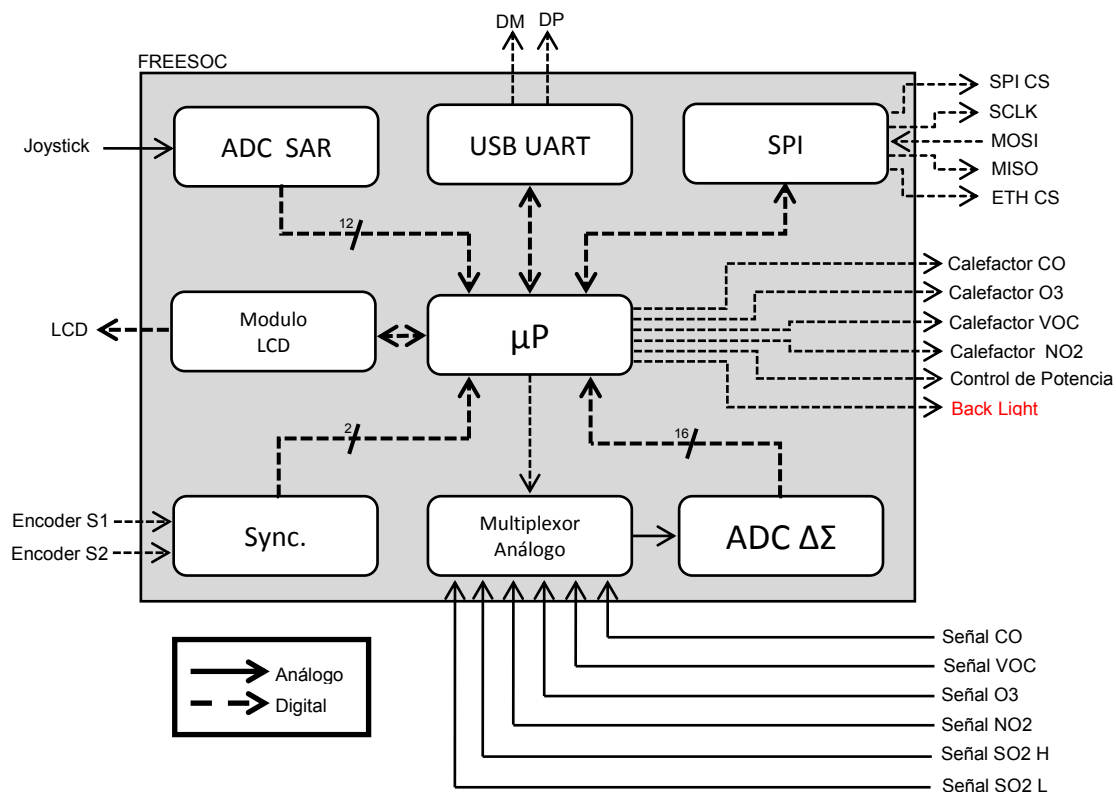 DM
DP
FREESOC
SPI CS
SCLK
MOSI
MISO
ETH CS
Joystick
ADC SAR
USB UART
SPI
12
Calefactor CO
Calefactor O3
Calefactor VOC
Calefactor NO2
Control de Potencia
Back Light
LCD
Modulo
LCD
µP
2
16
Encoder S1
Encoder S2
Sync.
Multiplexor
Análogo
ADC ΔΣ
Señal CO
Señal VOC
Señal O3
Señal NO2
Señal SO2 H
Señal SO2 L
Análogo
Digital